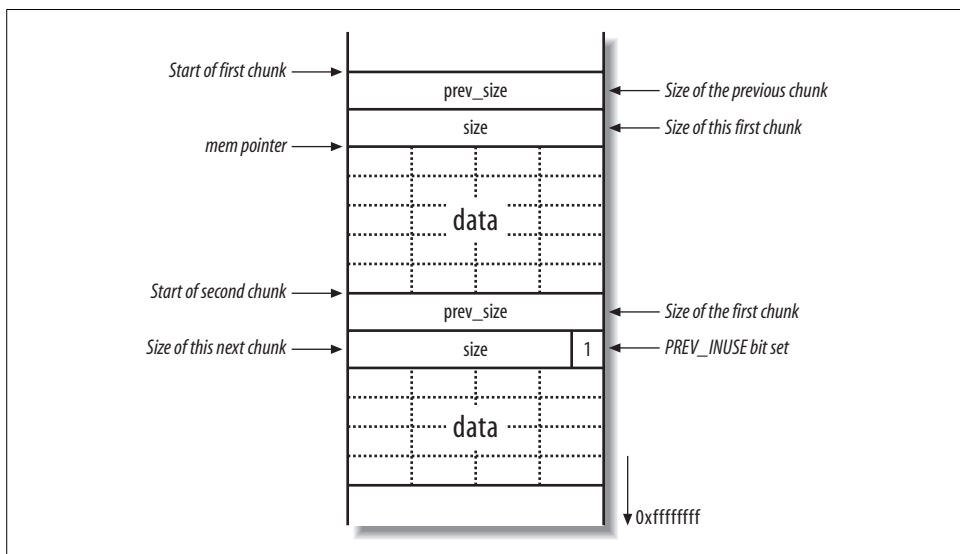 Start of first chunk
prev_size
Size of the previous chunk
size
Size of this first chunk
mem pointer
data
Start of second chunk
prev_size
Size of the first chunk
Size of this next chunk
size
1
PREV_INUSE bit set
data
0xffffffff